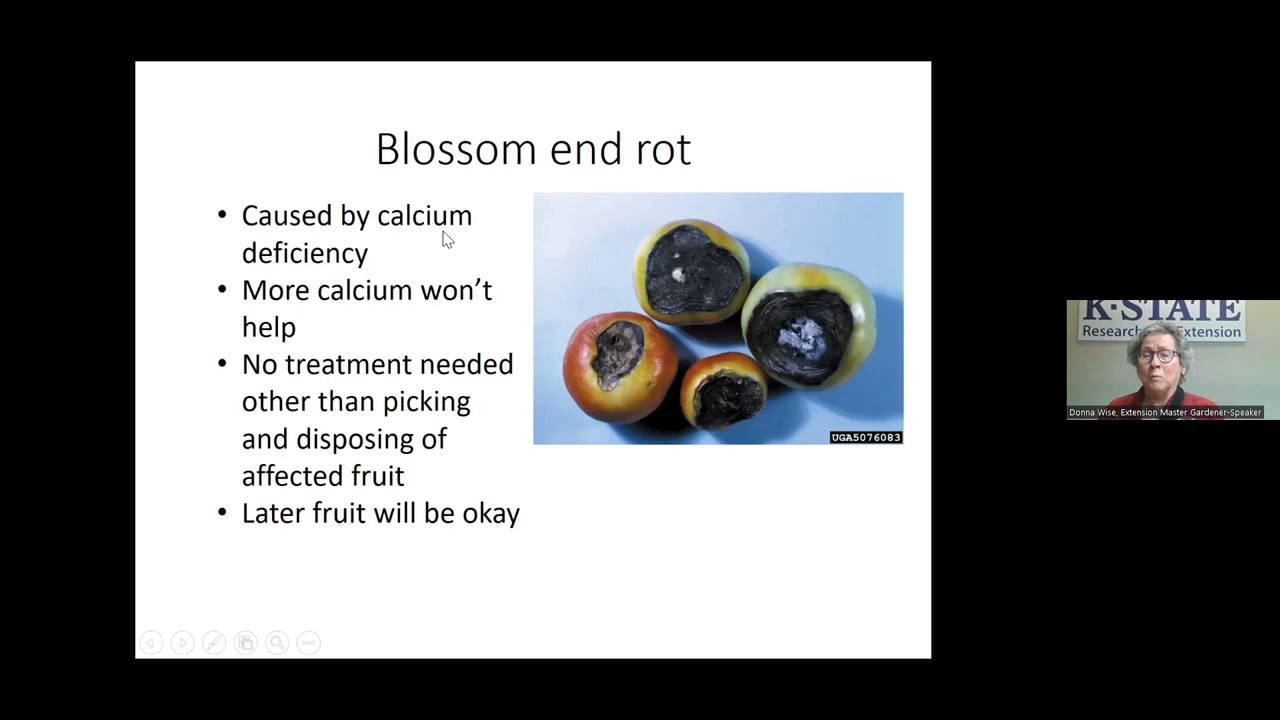 Blossom end rot
• Caused by calcium
deficiency
• More calcium won't
help
• No treatment needed
other than picking
and disposing of
affected fruit
• Later fruit will be okay
UGA5076083
K-STATE
Research Extension
Donna Wise, Extension Master Gardener-Speaker